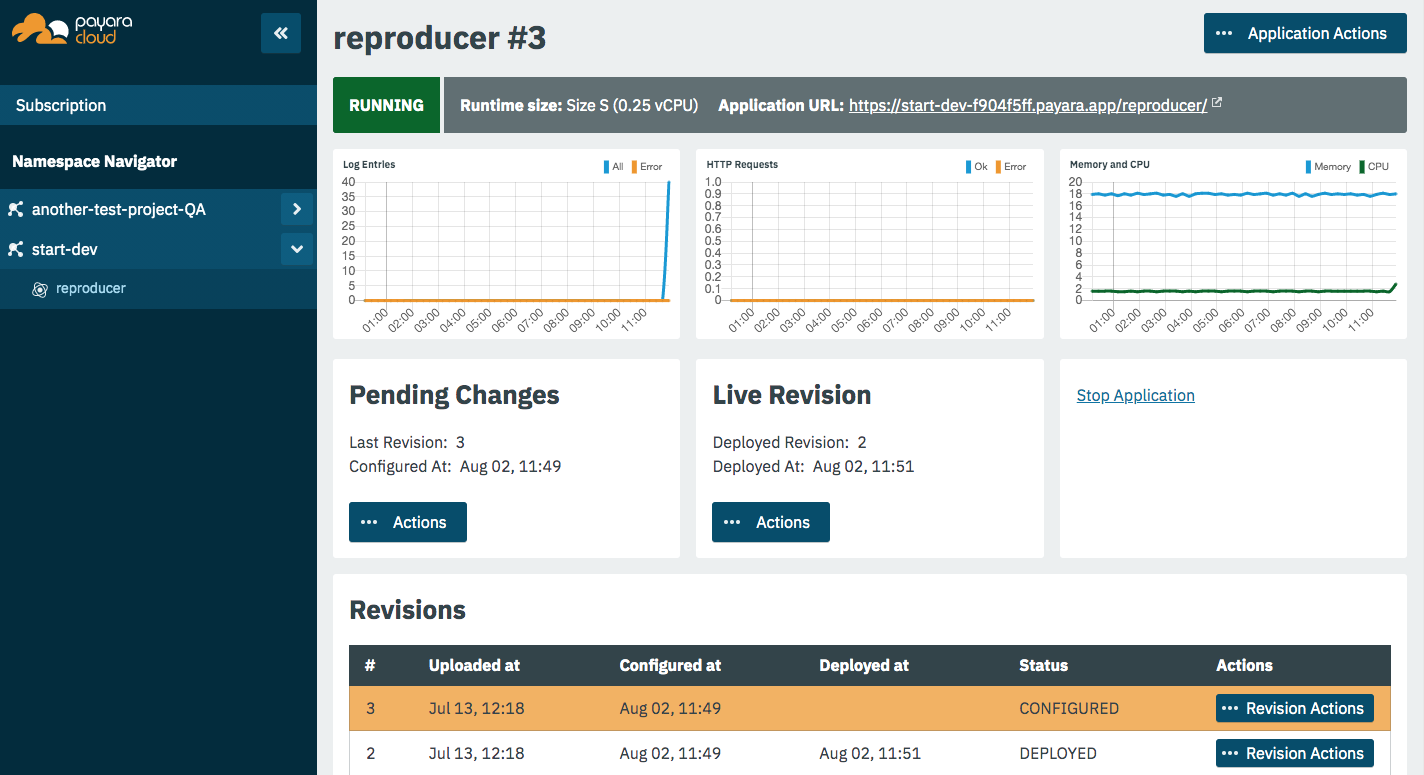 payara
cloud
«
Subscription
Namespace Navigator
another-test-project-QA
start-dev
reproducer
reproducer #3
Application Actions
RUNNING
Runtime size: Size S (0.25 vCPU) Application URL: https://start-dev-f904f5ff.payara.app/reproducer/
Log Entries
All Error
40
35
30
25
20
15
10
5
0
01:00 02:00 03:00 04:00 05:00 06:00 07:00 08:00 09:00 10:00 11:00
HTTP Requests
Ok Error
1.0
0.9
0.8
0.7
0.6
0.5
0.4
0.3
0.2
0.1
0
01:00 02:00 03:00 04:00 05:00 06:00 07:00 08:00 09:00 10:00 11:00
Memory and CPU
Memory CPU
20
18
16
14
12
10
8
6
4
2
0
01:00 02:00 03:00 04:00 05:00 06:00 07:00 08:00 09:00 10:00 11:00
Pending Changes
Last Revision: 3
Configured At: Aug 02, 11:49
Actions
Live Revision
Deployed Revision: 2
Deployed At: Aug 02, 11:51
Actions
Stop Application
Revisions
# Uploaded at Configured at Deployed at Status Actions
3 Jul 13, 12:18 Aug 02, 11:49 CONFIGURED Revision Actions
2 Jul 13, 12:18 Aug 02, 11:49 Aug 02, 11:51 DEPLOYED Revision Actions